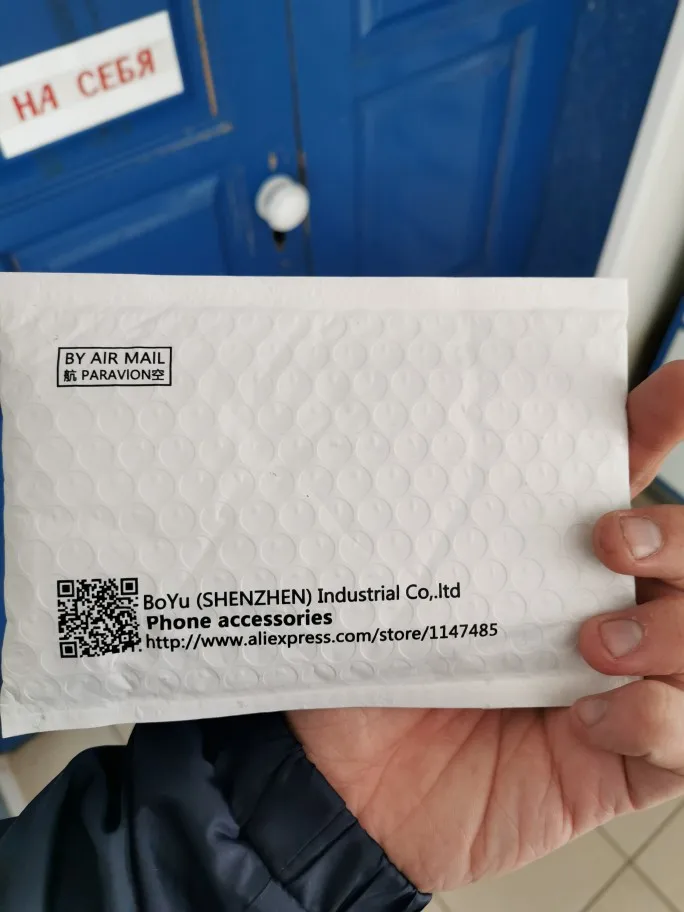 НА СЕБЯ
BY AIR MAIL
航 PARAVION空
BoYu (SHENZHEN) Industrial Co,.ltd
Phone accessories
http://www.aliexpress.com/store/1147485